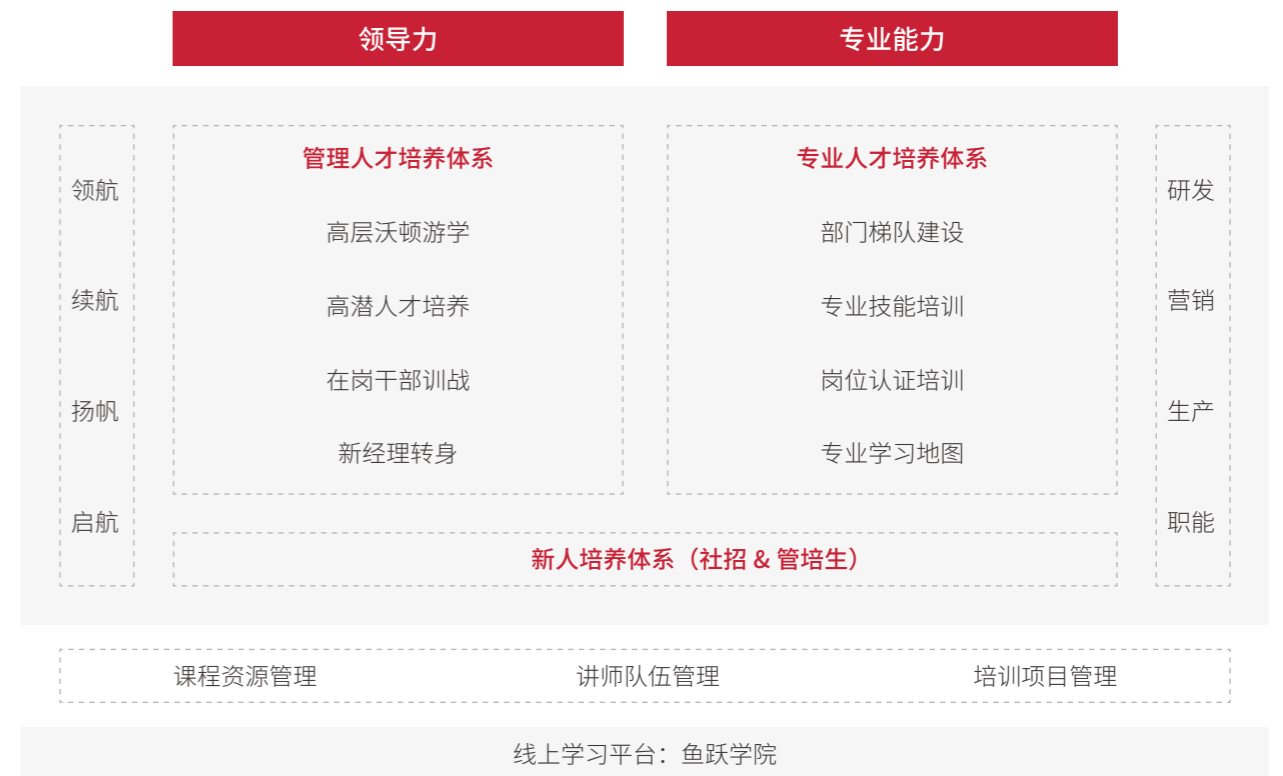 领导力
专业能力
领航
续航
扬帆
启航
管理人才培养体系
高层沃顿游学
高潜人才培养
在岗干部训战
新经理转身
专业人才培养体系
部门梯队建设
专业技能培训
岗位认证培训
专业学习地图
研发
营销
生产
职能
新人培养体系（社招 & 管培生）
课程资源管理
讲师队伍管理
培训项目管理
线上学习平台：鱼跃学院